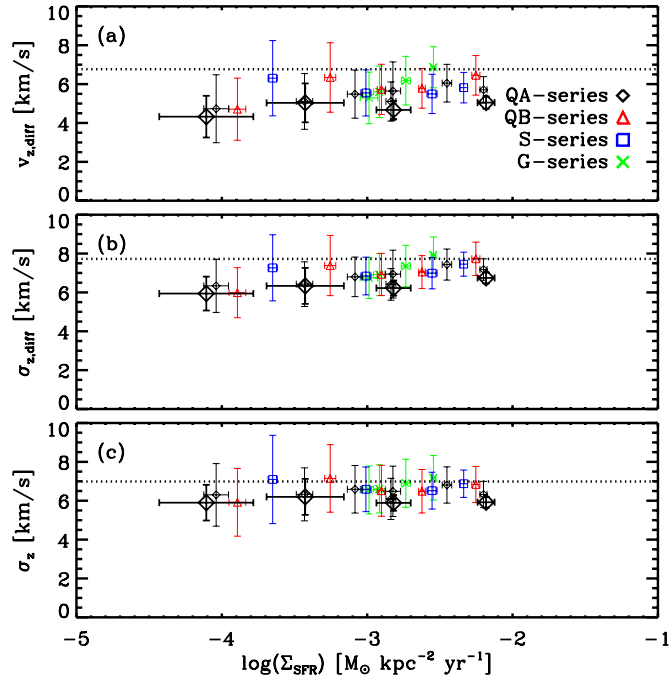 (a)
10
8
6
4
2
0
v_z,diff [km/s]
QA-series
QB-series
S-series
G-series
(b)
10
8
6
4
2
0
σ_z,diff [km/s]
(c)
10
8
6
4
2
0
σ_z [km/s]
-5 -4 -3 -2 -1
log(Σ_SFR) [M_⊙ kpc⁻² yr⁻¹]